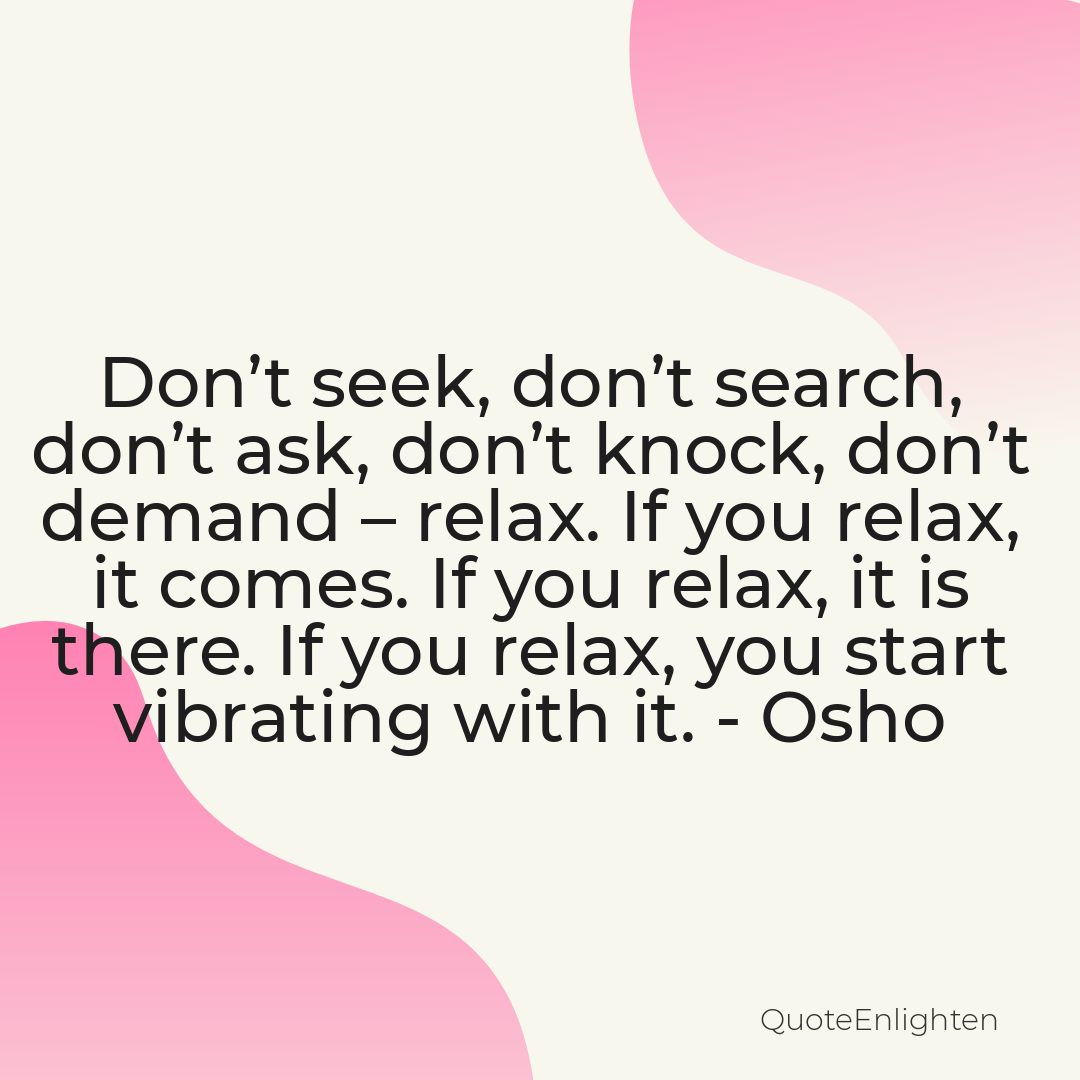 Don’t seek, don’t search,
don’t ask, don’t knock, don’t
demand – relax. If you relax,
it comes. If you relax, it is
there. If you relax, you start
vibrating with it. - Osho
QuoteEnlighten